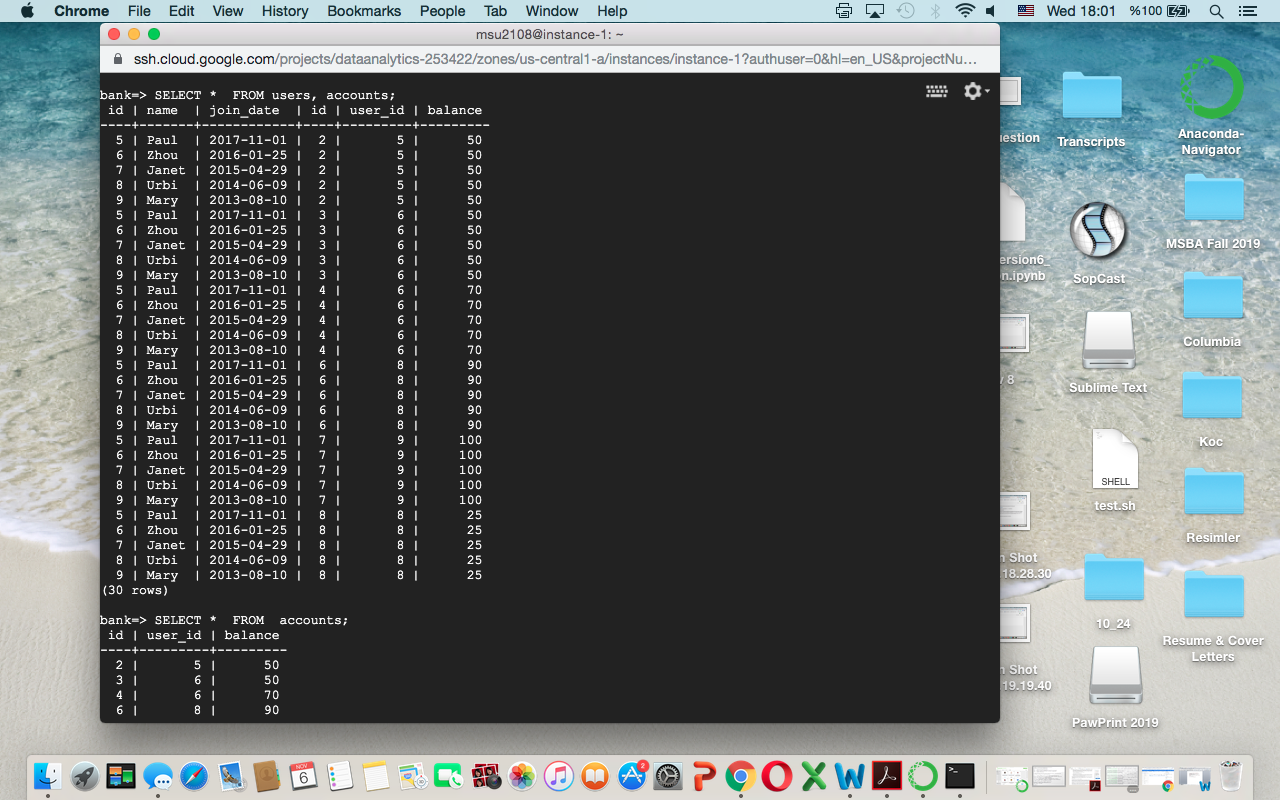 Chrome File Edit View History Bookmarks People Tab Window Help Wed 18:01 %100
msu2108@instance-1: ~
ssh.cloud.google.com/projects/dataanalytics-253422/zones/us-central1-a/instances/instance-1?authuser=0&hl=en_US&projectNu...
bank=> SELECT *  FROM users, accounts;
 id | name  | join_date  | id | user_id | balance
----+-------+------------+----+---------+---------
  5 | Paul  | 2017-11-01 |  2 |       5 |      50
  6 | Zhou  | 2016-01-25 |  2 |       5 |      50
  7 | Janet | 2015-04-29 |  2 |       5 |      50
  8 | Urbi  | 2014-06-09 |  2 |       5 |      50
  9 | Mary  | 2013-08-10 |  2 |       5 |      50
  5 | Paul  | 2017-11-01 |  3 |       6 |      50
  6 | Zhou  | 2016-01-25 |  3 |       6 |      50
  7 | Janet | 2015-04-29 |  3 |       6 |      50
  8 | Urbi  | 2014-06-09 |  3 |       6 |      50
  9 | Mary  | 2013-08-10 |  3 |       6 |      50
  5 | Paul  | 2017-11-01 |  4 |       6 |      70
  6 | Zhou  | 2016-01-25 |  4 |       6 |      70
  7 | Janet | 2015-04-29 |  4 |       6 |      70
  8 | Urbi  | 2014-06-09 |  4 |       6 |      70
  9 | Mary  | 2013-08-10 |  4 |       6 |      70
  5 | Paul  | 2017-11-01 |  6 |       8 |      90
  6 | Zhou  | 2016-01-25 |  6 |       8 |      90
  7 | Janet | 2015-04-29 |  6 |       8 |      90
  8 | Urbi  | 2014-06-09 |  6 |       8 |      90
  9 | Mary  | 2013-08-10 |  6 |       8 |      90
  5 | Paul  | 2017-11-01 |  7 |       9 |     100
  6 | Zhou  | 2016-01-25 |  7 |       9 |     100
  7 | Janet | 2015-04-29 |  7 |       9 |     100
  8 | Urbi  | 2014-06-09 |  7 |       9 |     100
  9 | Mary  | 2013-08-10 |  7 |       9 |     100
  5 | Paul  | 2017-11-01 |  8 |       8 |      25
  6 | Zhou  | 2016-01-25 |  8 |       8 |      25
  7 | Janet | 2015-04-29 |  8 |       8 |      25
  8 | Urbi  | 2014-06-09 |  8 |       8 |      25
  9 | Mary  | 2013-08-10 |  8 |       8 |      25
(30 rows)
bank=> SELECT *  FROM  accounts;
 id | user_id | balance
----+---------+---------
  2 |       5 |      50
  3 |       6 |      50
  4 |       6 |      70
  6 |       8 |      90
estion
Transcripts
Anaconda-
Navigator
ersion6_
n.ipynb
SopCast
MSBA Fall 2019
Columbia
8
Sublime Text
Koc
SHELL
test.sh
Resimler
n Shot
18.28.30
10_24
Resume & Cover
Letters
n Shot
19.19.40
PawPrint 2019
NOV
6
2